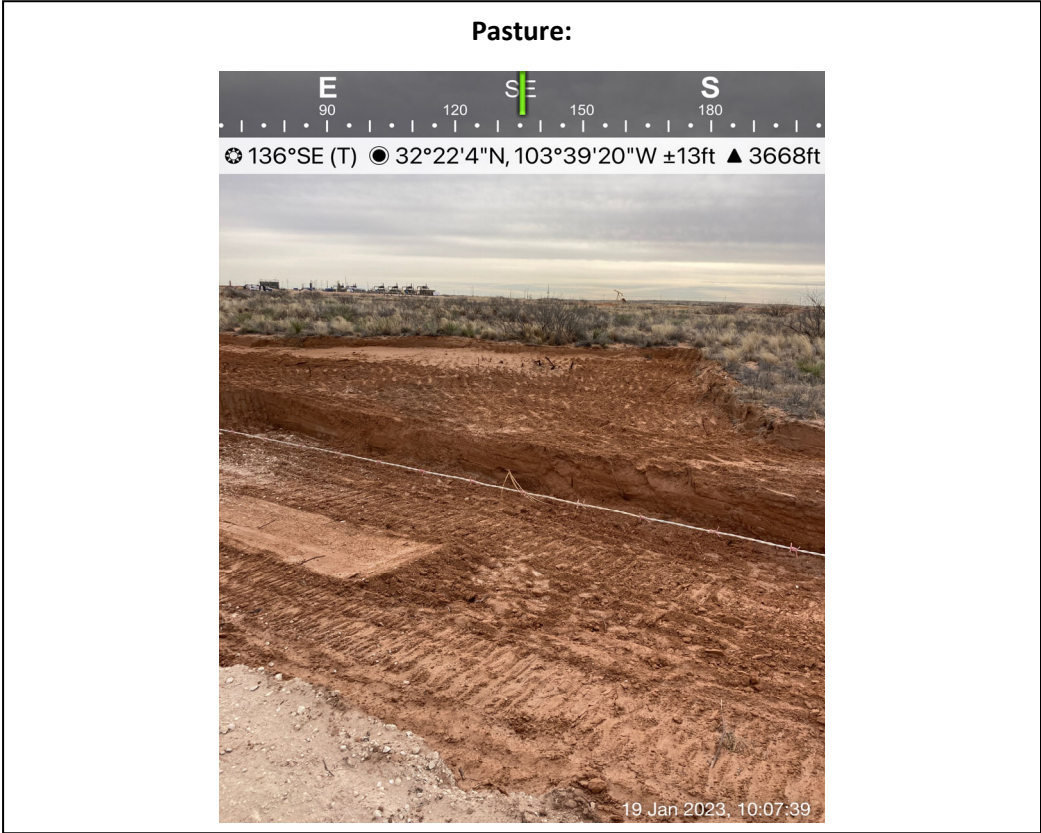 Pasture:
E SE S
90 120 150 180
136°SE (T) 32°22'4"N, 103°39'20"W ±13ft ▲ 3668ft
19 Jan 2023, 10:07:39